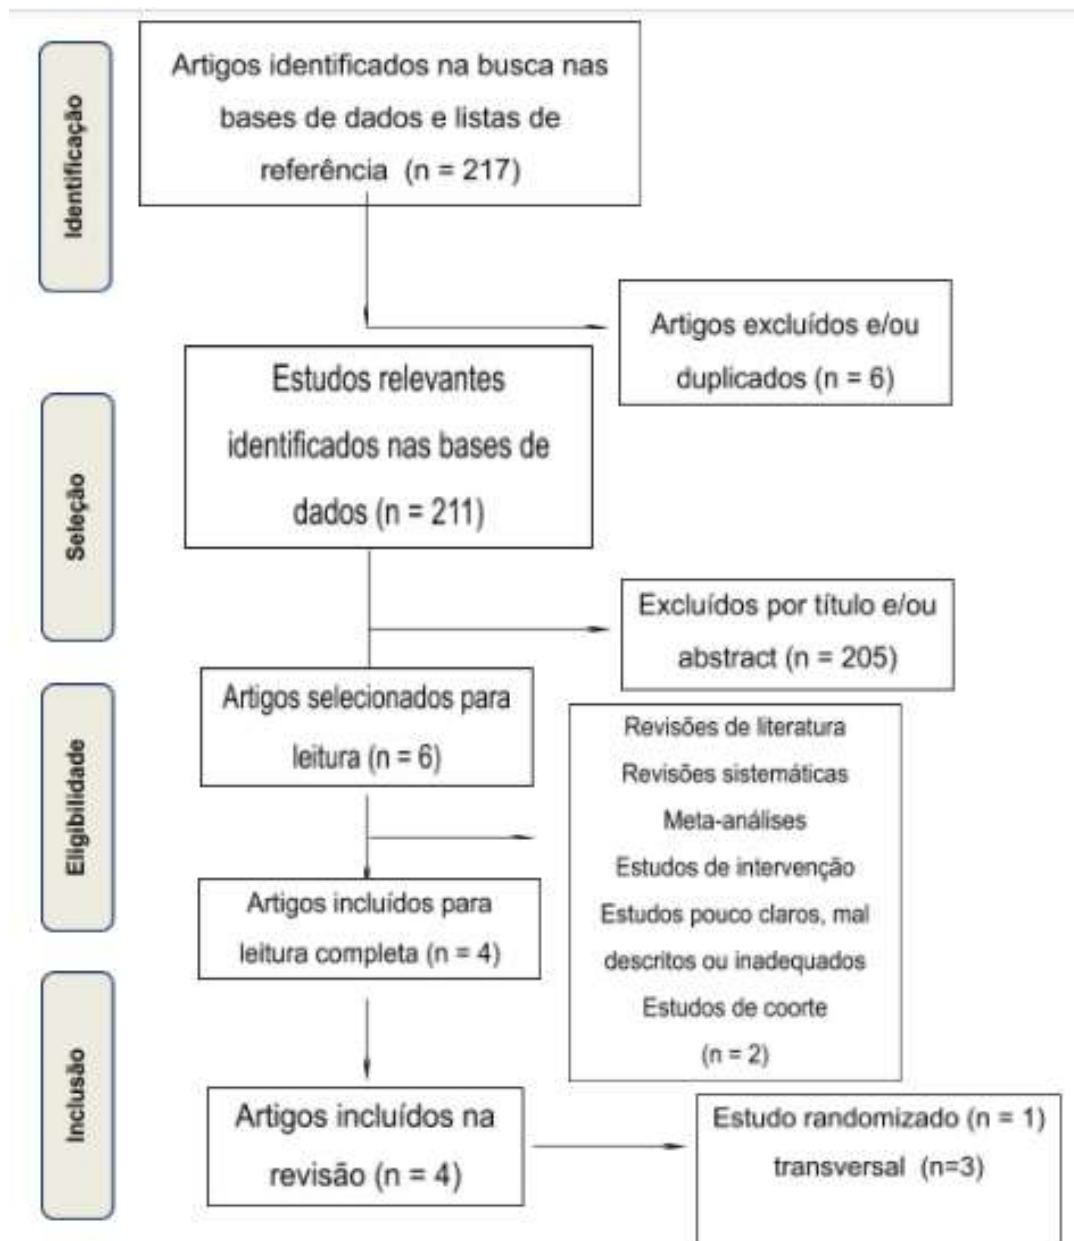 Identificação
Artigos identificados na busca nas
bases de dados e listas de
referência (n = 217)
Artigos excluídos e/ou
duplicados (n = 6)
Seleção
Estudos relevantes
identificados nas bases de
dados (n = 211)
Excluídos por título e/ou
abstract (n = 205)
Eligibilidade
Artigos selecionados para
leitura (n = 6)
Revisões de literatura
Revisões sistemáticas
Meta-análises
Estudos de intervenção
Estudos pouco claros, mal
descritos ou inadequados
Estudos de coorte
(n = 2)
Artigos incluídos para
leitura completa (n = 4)
Inclusão
Artigos incluídos na
revisão (n = 4)
Estudo randomizado (n = 1)
transversal (n=3)